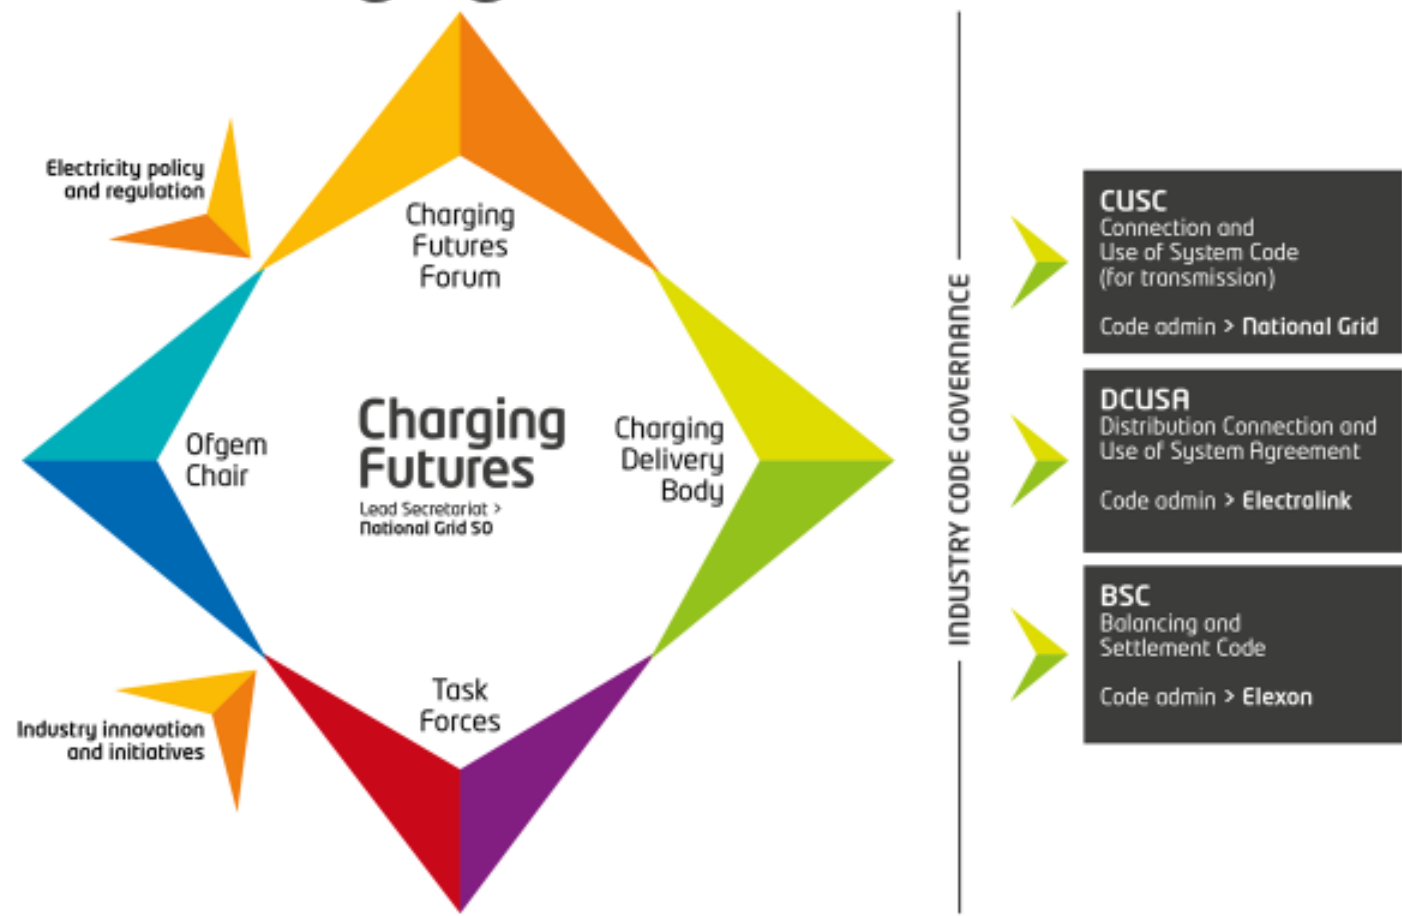 Electricity policy
and regulation
Charging
Futures
Forum
Ofgem
Chair
Charging
Futures
Lead Secretariat >
National Grid SO
Charging
Delivery
Body
Task
Forces
Industry innovation
and initiatives
INDUSTRY CODE GOVERNANCE
CUSC
Connection and
Use of System Code
(for transmission)
Code admin > National Grid
DCUSA
Distribution Connection and
Use of System Agreement
Code admin > Electralink
BSC
Balancing and
Settlement Code
Code admin > Elexon